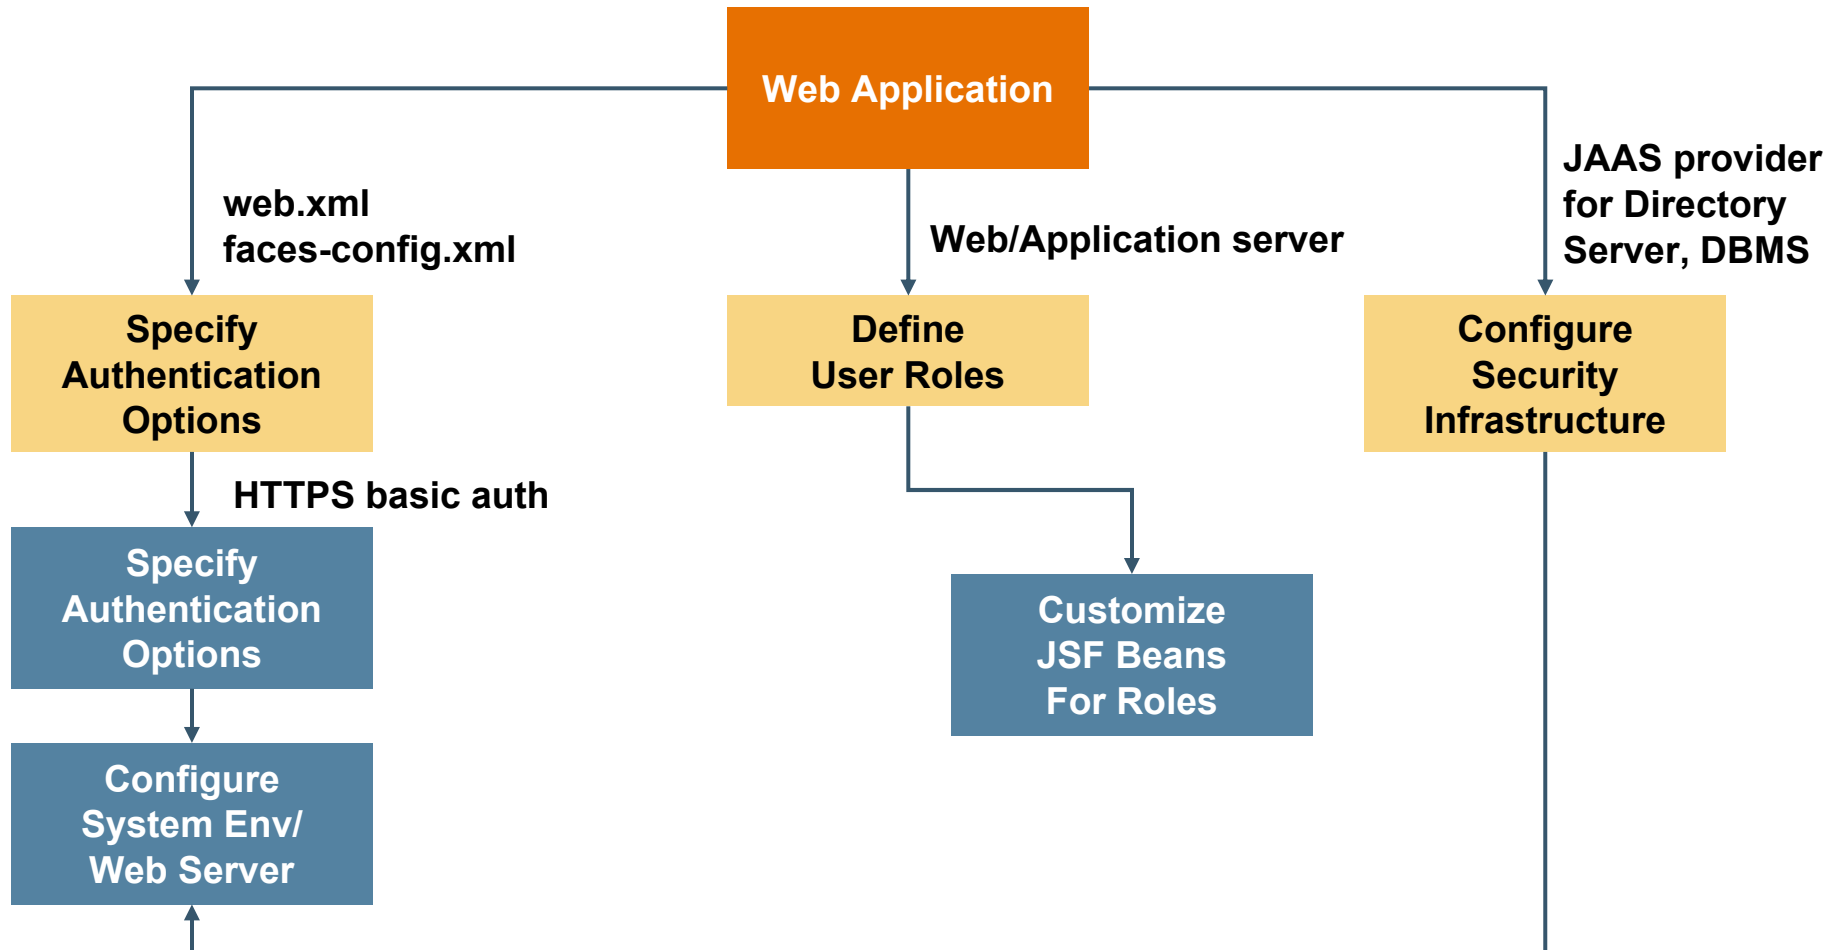 Web Application
web.xml
faces-config.xml
Web/Application server
JAAS provider
for Directory
Server, DBMS
Specify
Authentication
Options
Define
User Roles
Configure
Security
Infrastructure
HTTPS basic auth
Specify
Authentication
Options
Customize
JSF Beans
For Roles
Configure
System Env/
Web Server